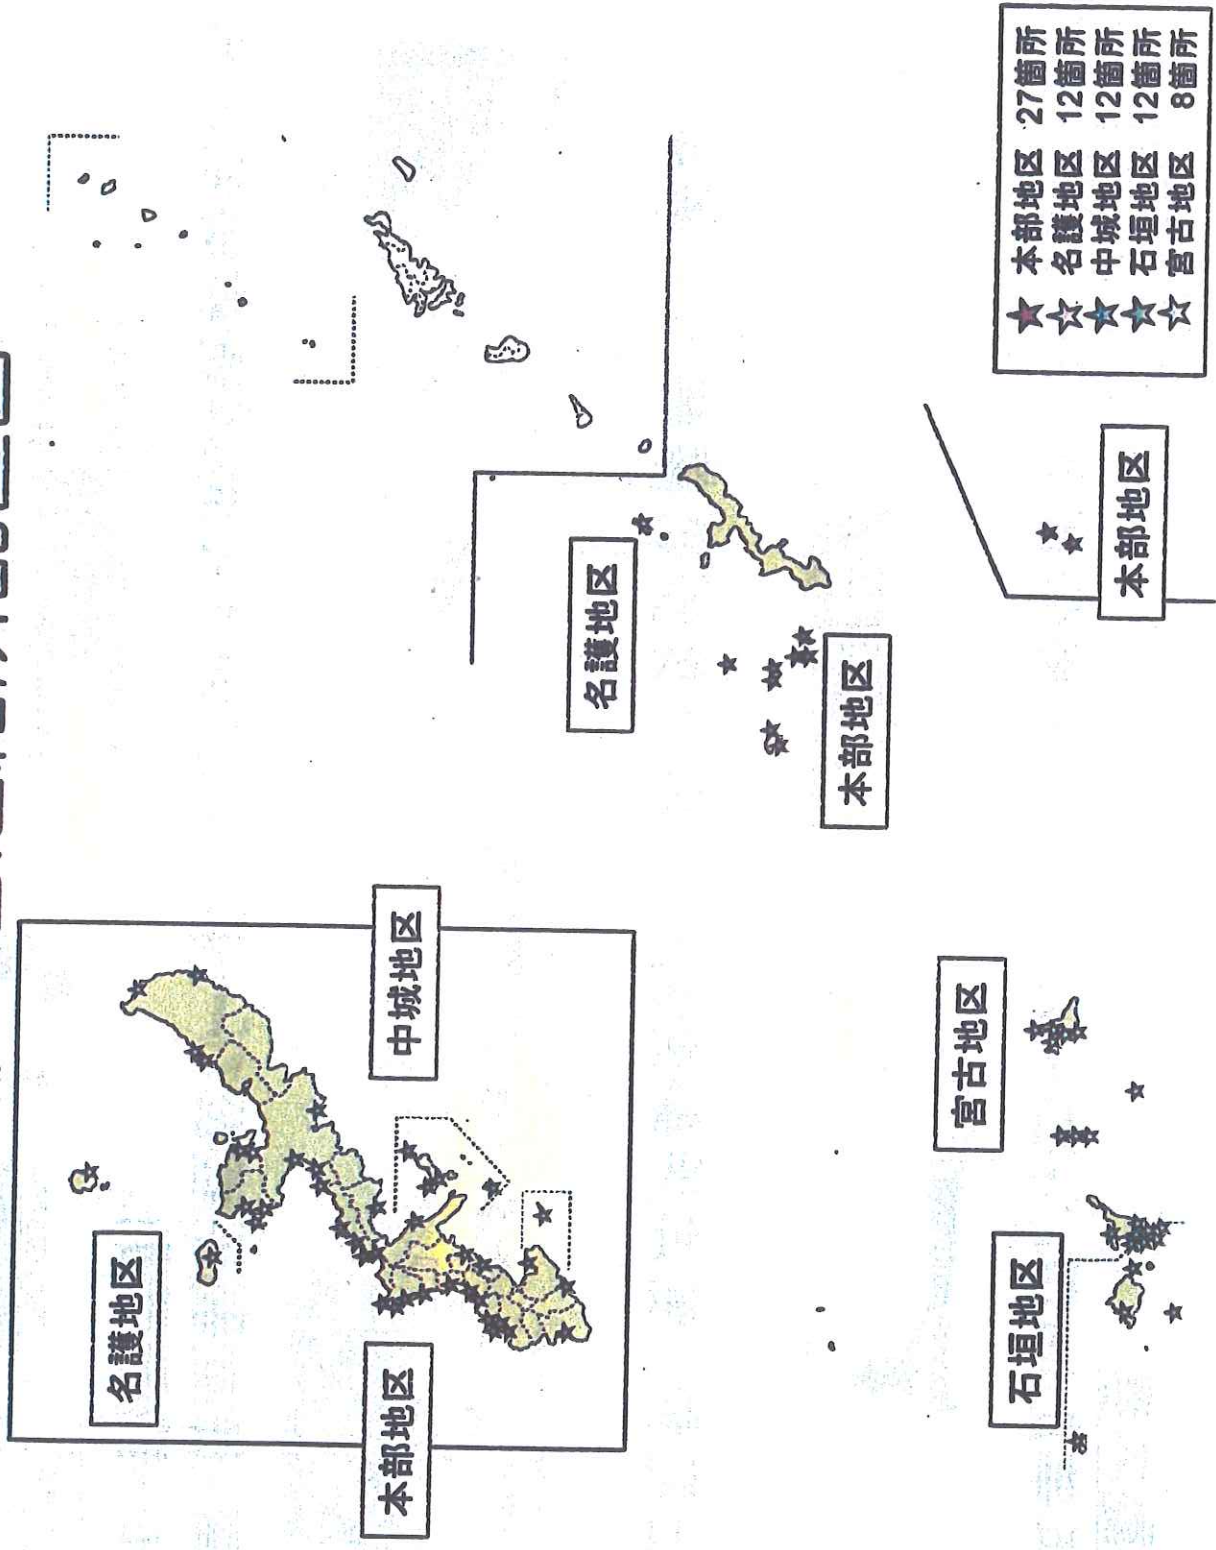 名護地区
中城地区
本部地区
名護地区
本部地区
宮古地区
石垣地区
本部地区
本部地区 27箇所
名護地区 12箇所
中城地区 12箇所
石垣地区 12箇所
宮古地区 8箇所